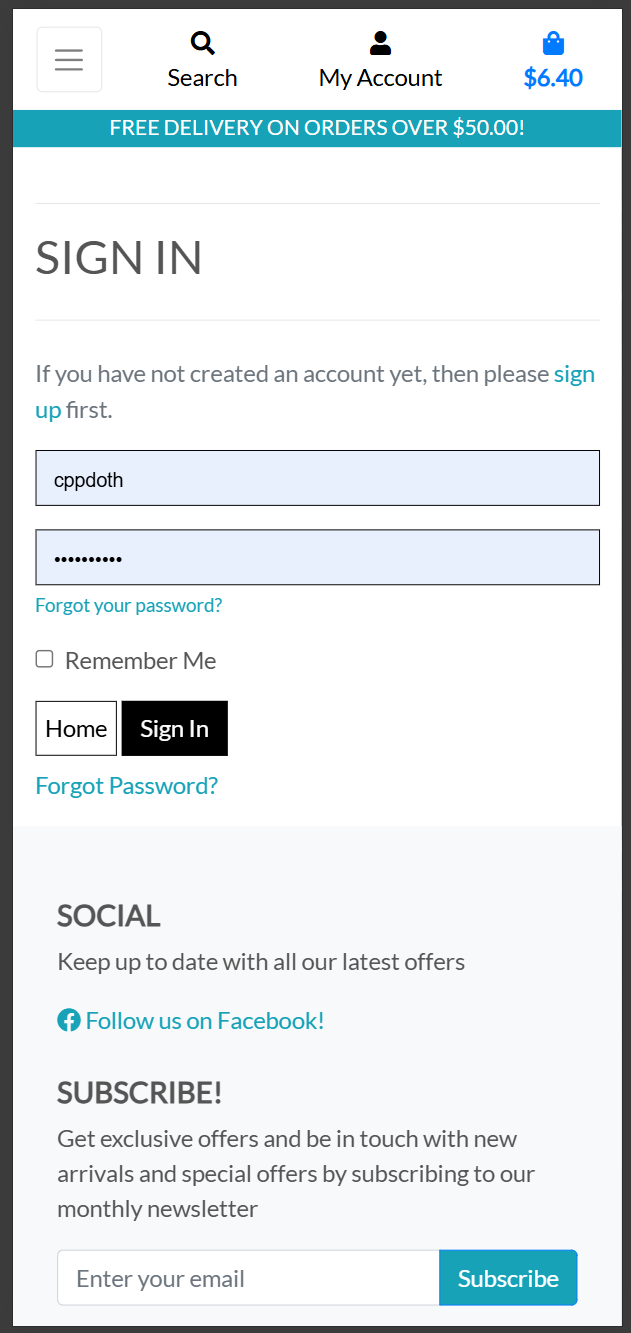 Search
My Account
$6.40
FREE DELIVERY ON ORDERS OVER $50.00!
SIGN IN
If you have not created an account yet, then please sign
up first.
cppdoth
••••••••••
Forgot your password?
Remember Me
Home
Sign In
Forgot Password?
SOCIAL
Keep up to date with all our latest offers
Follow us on Facebook!
SUBSCRIBE!
Get exclusive offers and be in touch with new
arrivals and special offers by subscribing to our
monthly newsletter
Enter your email
Subscribe